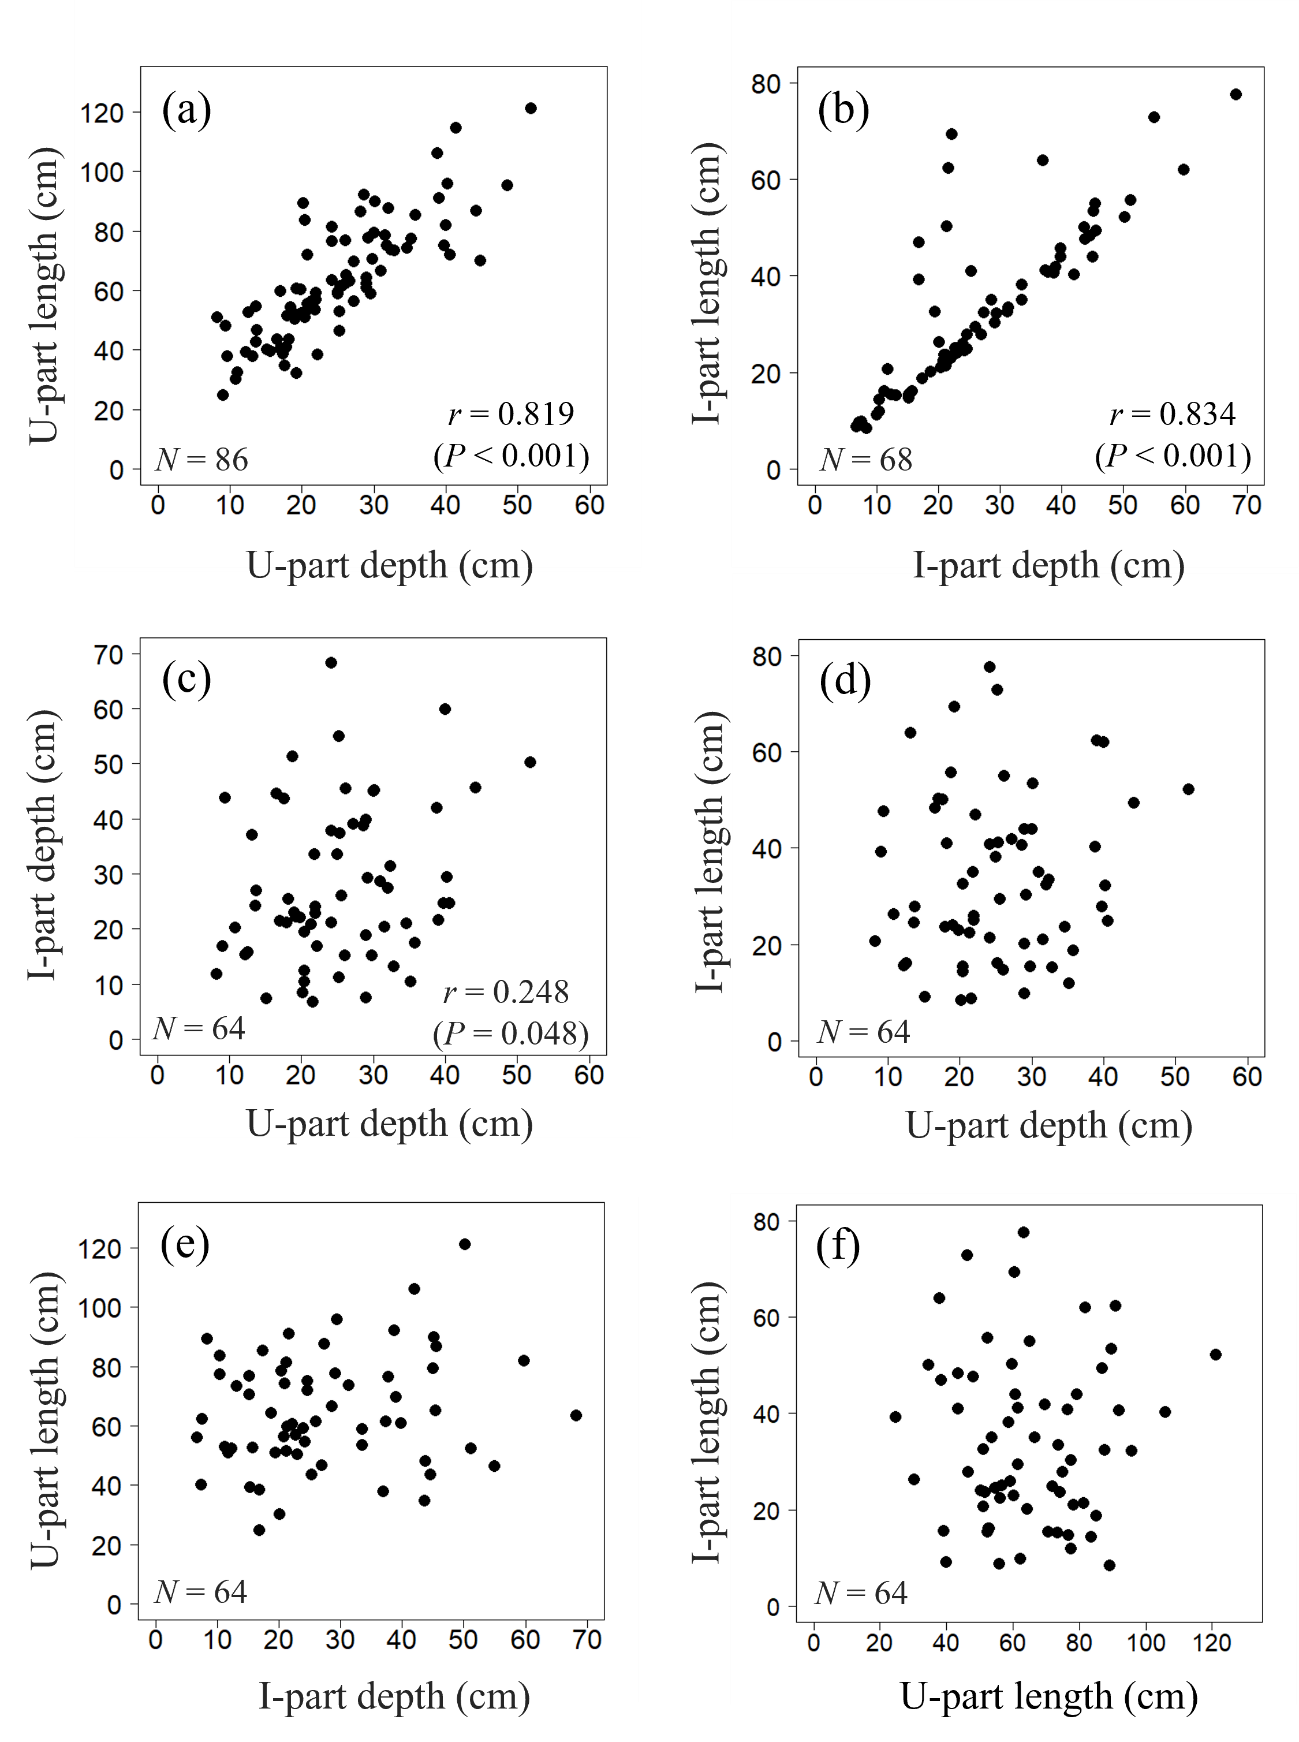 (a)
120
100
80
60
40
20
0
U-part length (cm)
r = 0.819
(P < 0.001)
N = 86
0 10 20 30 40 50 60
U-part depth (cm)
(b)
80
60
40
20
0
I-part length (cm)
r = 0.834
(P < 0.001)
N = 68
0 10 20 30 40 50 60 70
I-part depth (cm)
(c)
70
60
50
40
30
20
10
0
I-part depth (cm)
r = 0.248
(P = 0.048)
N = 64
0 10 20 30 40 50 60
U-part depth (cm)
(d)
80
60
40
20
0
I-part length (cm)
N = 64
0 10 20 30 40 50 60
U-part depth (cm)
(e)
120
100
80
60
40
20
0
U-part length (cm)
N = 64
0 10 20 30 40 50 60 70
I-part depth (cm)
(f)
80
60
40
20
0
I-part length (cm)
N = 64
0 20 40 60 80 100 120
U-part length (cm)